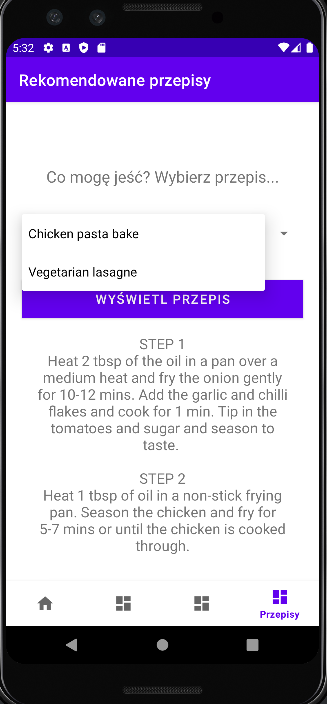 5:32
Rekomendowane przepisy
Co mogę jeść? Wybierz przepis...
Chicken pasta bake
Vegetarian lasagne
WYŚWIETL PRZEPIS
STEP 1
Heat 2 tbsp of the oil in a pan over a
medium heat and fry the onion gently
for 10-12 mins. Add the garlic and chilli
flakes and cook for 1 min. Tip in the
tomatoes and sugar and season to
taste.
STEP 2
Heat 1 tbsp of oil in a non-stick frying
pan. Season the chicken and fry for
5-7 mins or until the chicken is cooked
through.
Przepisy